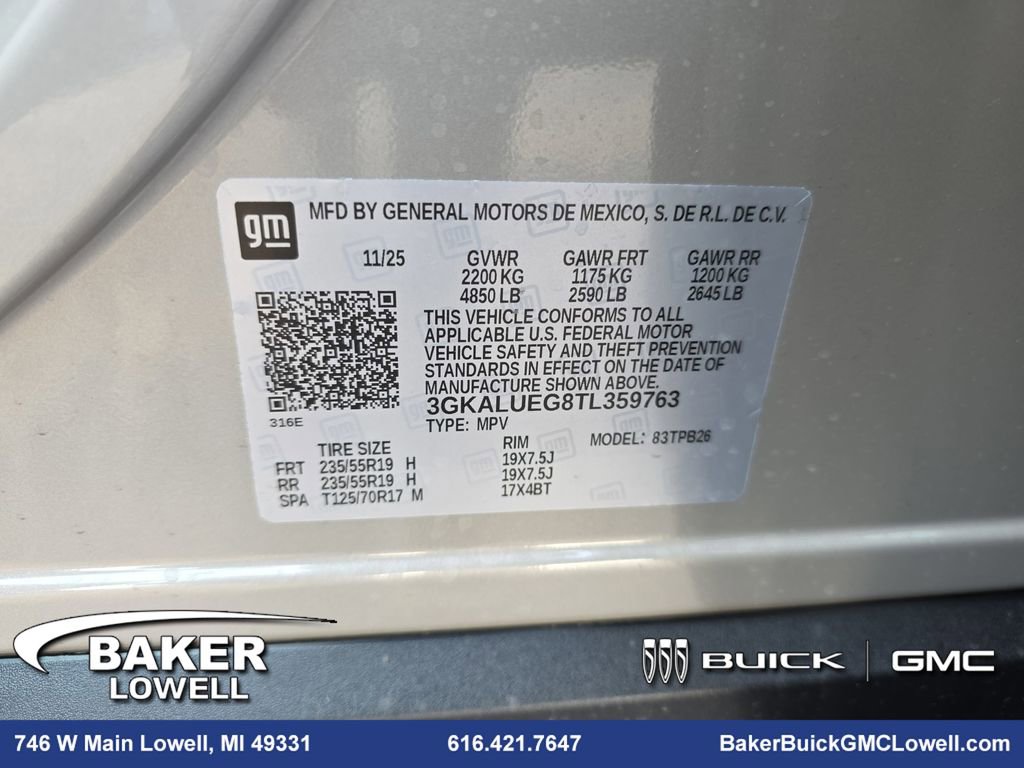 gm
MFD BY GENERAL MOTORS DE MEXICO, S. DE R.L. DE C.V.
11/25 GVWR GAWR FRT GAWR RR
2200 KG 1175 KG 1200 KG
4850 LB 2590 LB 2645 LB
THIS VEHICLE CONFORMS TO ALL
APPLICABLE U.S. FEDERAL MOTOR
VEHICLE SAFETY AND THEFT PREVENTION
STANDARDS IN EFFECT ON THE DATE OF
MANUFACTURE SHOWN ABOVE.
3GKALUEG8TL359763
316E
TYPE: MPV
MODEL: 83TPB26
TIRE SIZE RIM
FRT 235/55R19 H 19X7.5J
RR 235/55R19 H 19X7.5J
SPA T125/70R17 M 17X4BT
BAKER
LOWELL
BUICK GMC
746 W Main Lowell, MI 49331 616.421.7647 BakerBuickGMCLowell.com